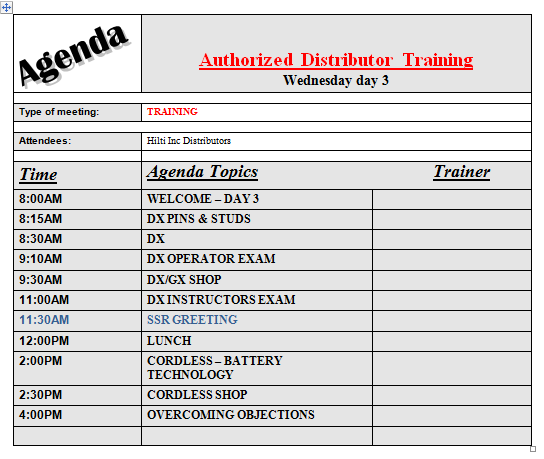 Agenda
Authorized Distributor Training
Wednesday day 3
Type of meeting: TRAINING
Attendees: Hilti Inc Distributors
Time Agenda Topics Trainer
8:00AM WELCOME – DAY 3
8:15AM DX PINS & STUDS
8:30AM DX
9:10AM DX OPERATOR EXAM
9:30AM DX/GX SHOP
11:00AM DX INSTRUCTORS EXAM
11:30AM SSR GREETING
12:00PM LUNCH
2:00PM CORDLESS – BATTERY
TECHNOLOGY
2:30PM CORDLESS SHOP
4:00PM OVERCOMING OBJECTIONS